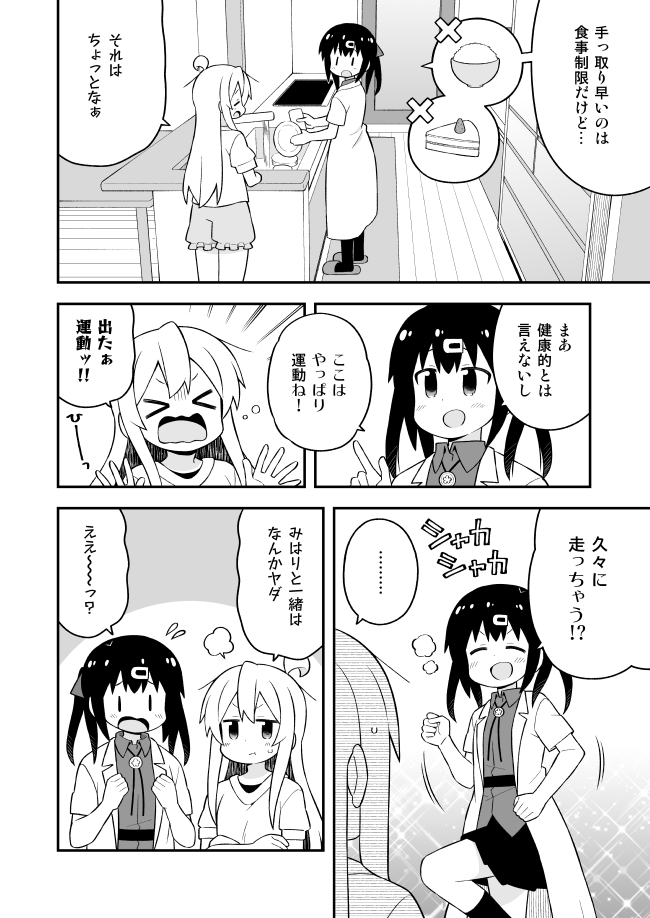 手っ取り早いのは
食事制限だけど…
それは
ちょっとなぁ
まあ
健康的とは
言えないし
ここは
やっぱり
運動ね!
出たぁ
運動ッ!!
ひーーっ
久々に
走っちゃう!?
シャカ
シャカ
………
みはりと一緒は
なんかヤダ
ええ〜〜っ?